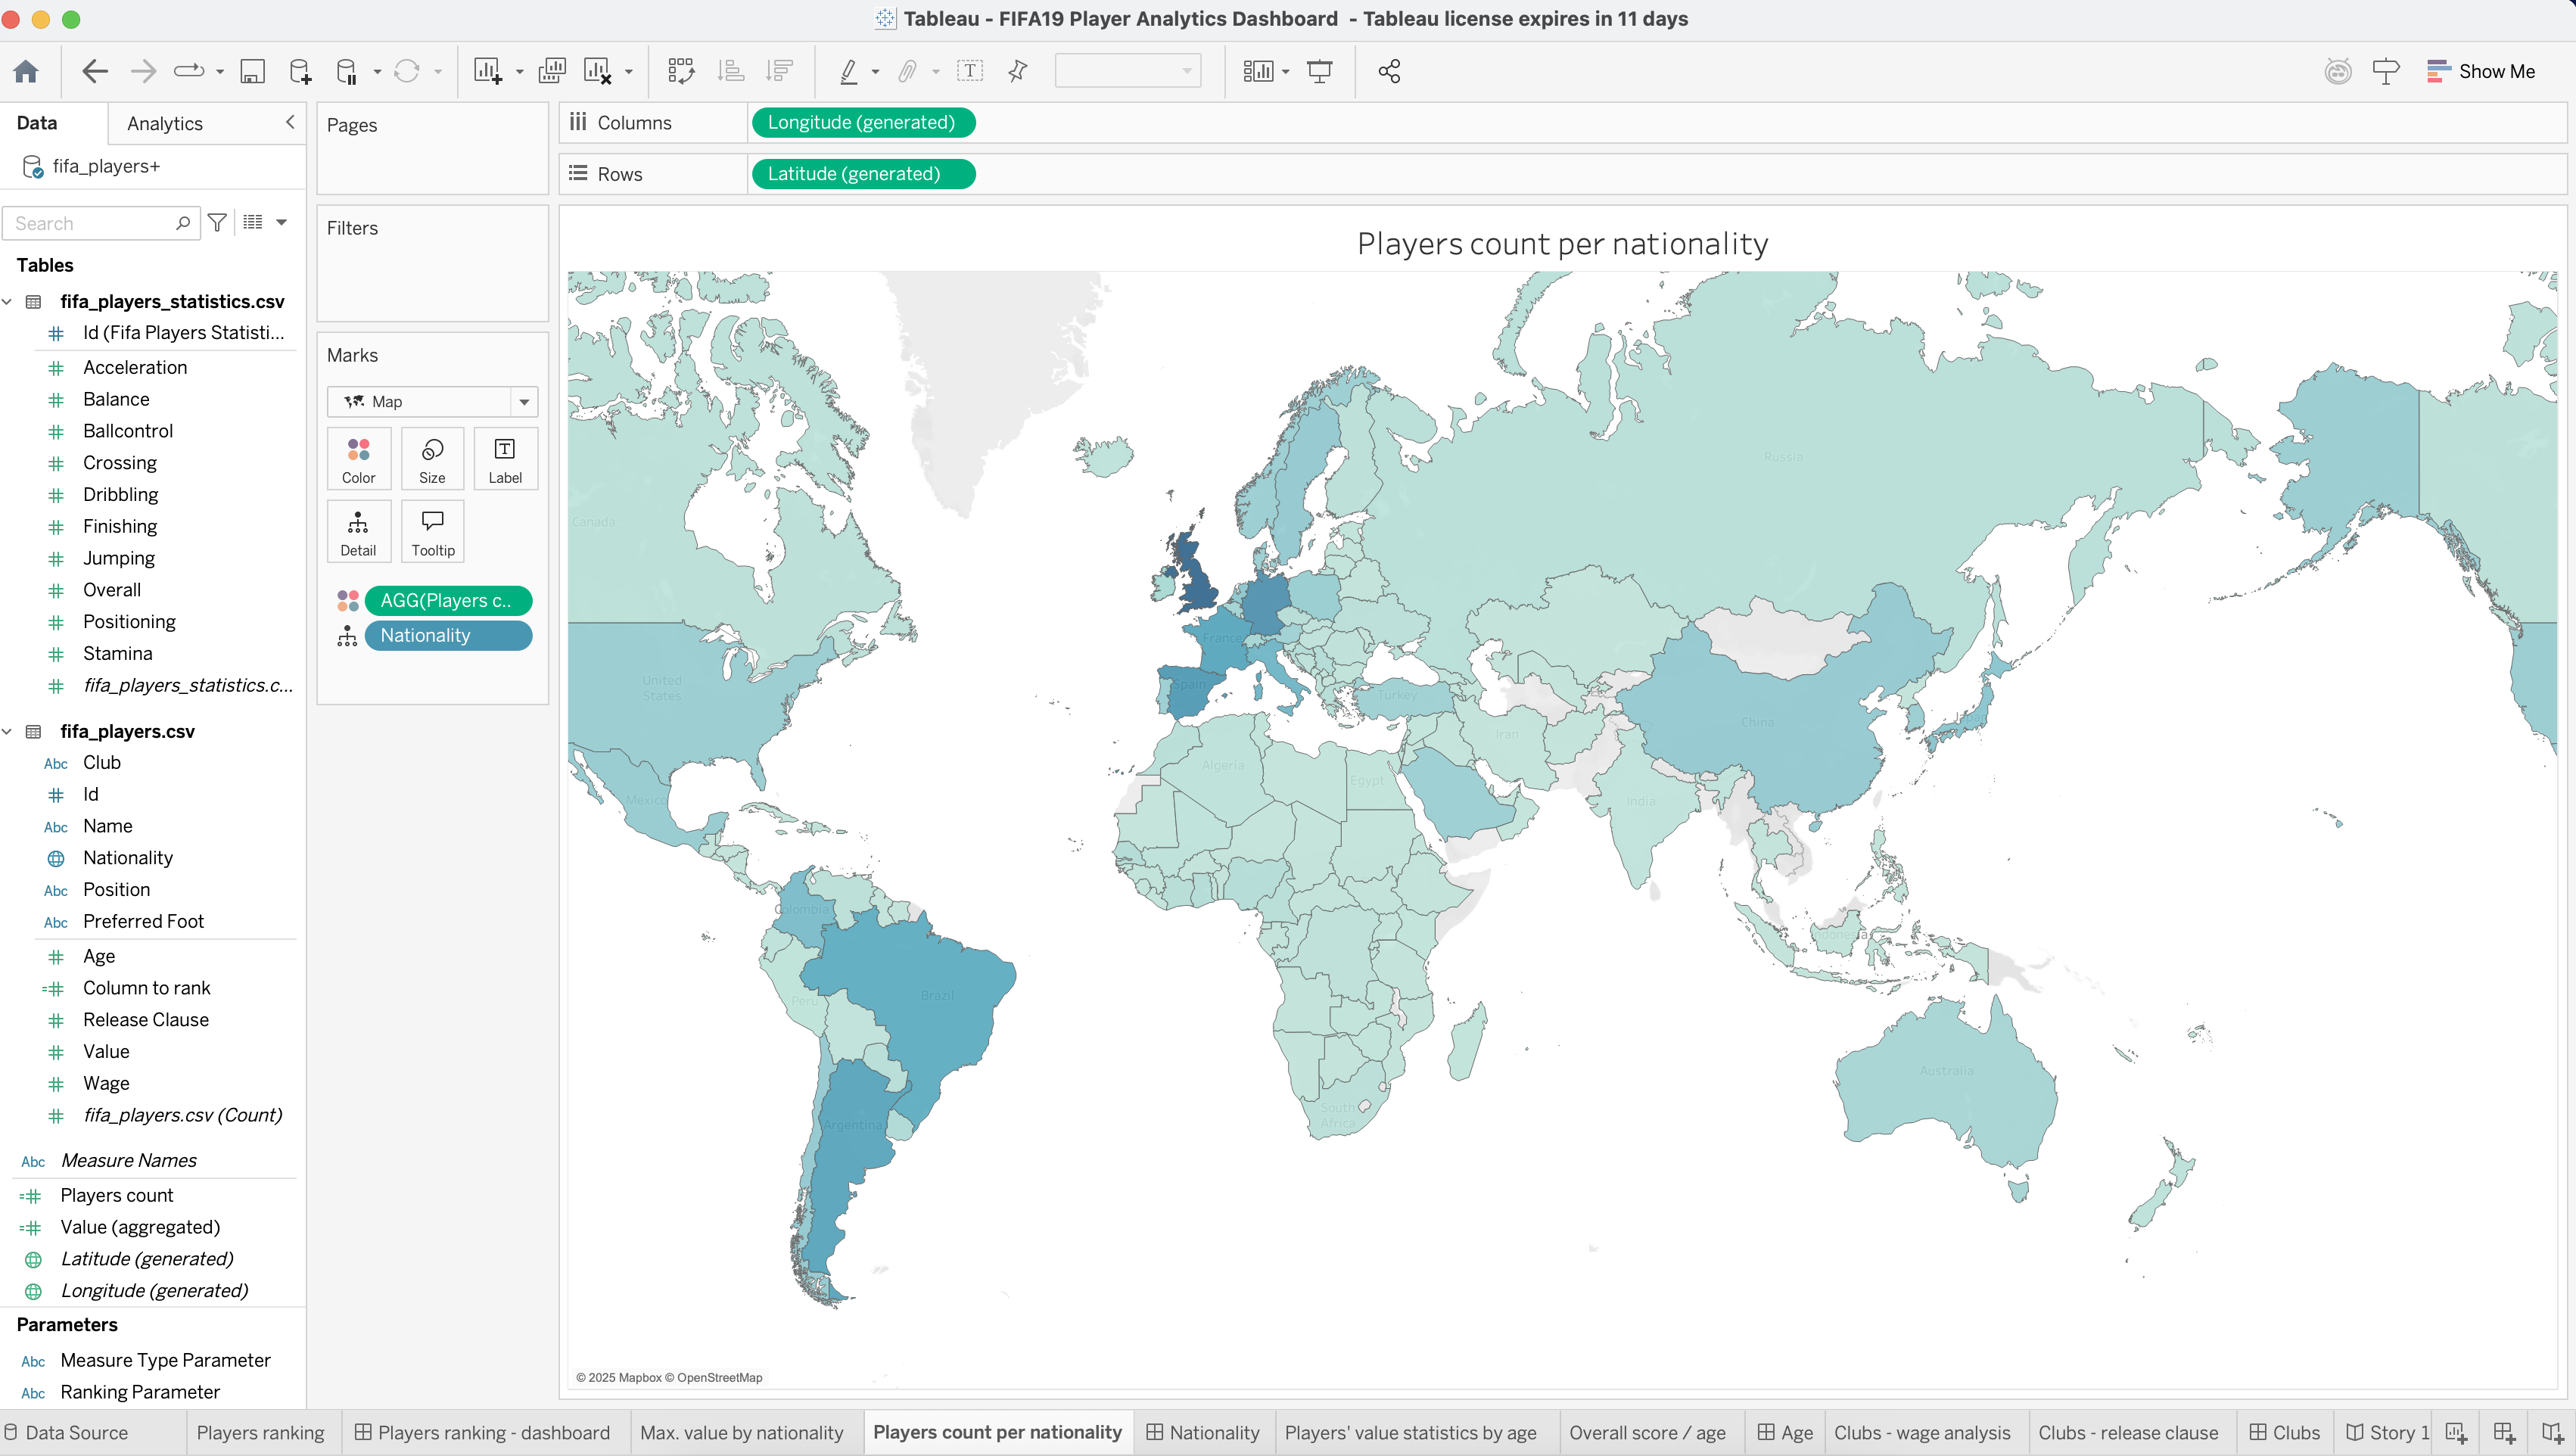 Tableau - FIFA19 Player Analytics Dashboard - Tableau license expires in 11 days
Show Me
Data
Analytics
fifa_players+
Search
Tables
fifa_players_statistics.csv
Id (Fifa Players Statisti...
Acceleration
Balance
Ballcontrol
Crossing
Dribbling
Finishing
Jumping
Overall
Positioning
Stamina
fifa_players_statistics.c...
fifa_players.csv
Abc Club
Id
Abc Name
Nationality
Abc Position
Abc Preferred Foot
Age
Column to rank
Release Clause
Value
Wage
fifa_players.csv (Count)
Abc Measure Names
Players count
Value (aggregated)
Latitude (generated)
Longitude (generated)
Parameters
Abc Measure Type Parameter
Abc Ranking Parameter
Pages
Filters
Marks
Map
Color
Size
Label
Detail
Tooltip
AGG(Players c..
Nationality
Columns
Longitude (generated)
Rows
Latitude (generated)
Players count per nationality
Russia
Canada
France
United
States
Spain
Turkey
China
Iran
Algeria
Egypt
Mexico
India
Colombia
Indonesia
Brazil
Peru
Australia
South
Africa
Argentina
© 2025 Mapbox © OpenStreetMap
Data Source
Players ranking
Players ranking - dashboard
Max. value by nationality
Players count per nationality
Nationality
Players' value statistics by age
Overall score / age
Age
Clubs - wage analysis
Clubs - release clause
Clubs
Story 1